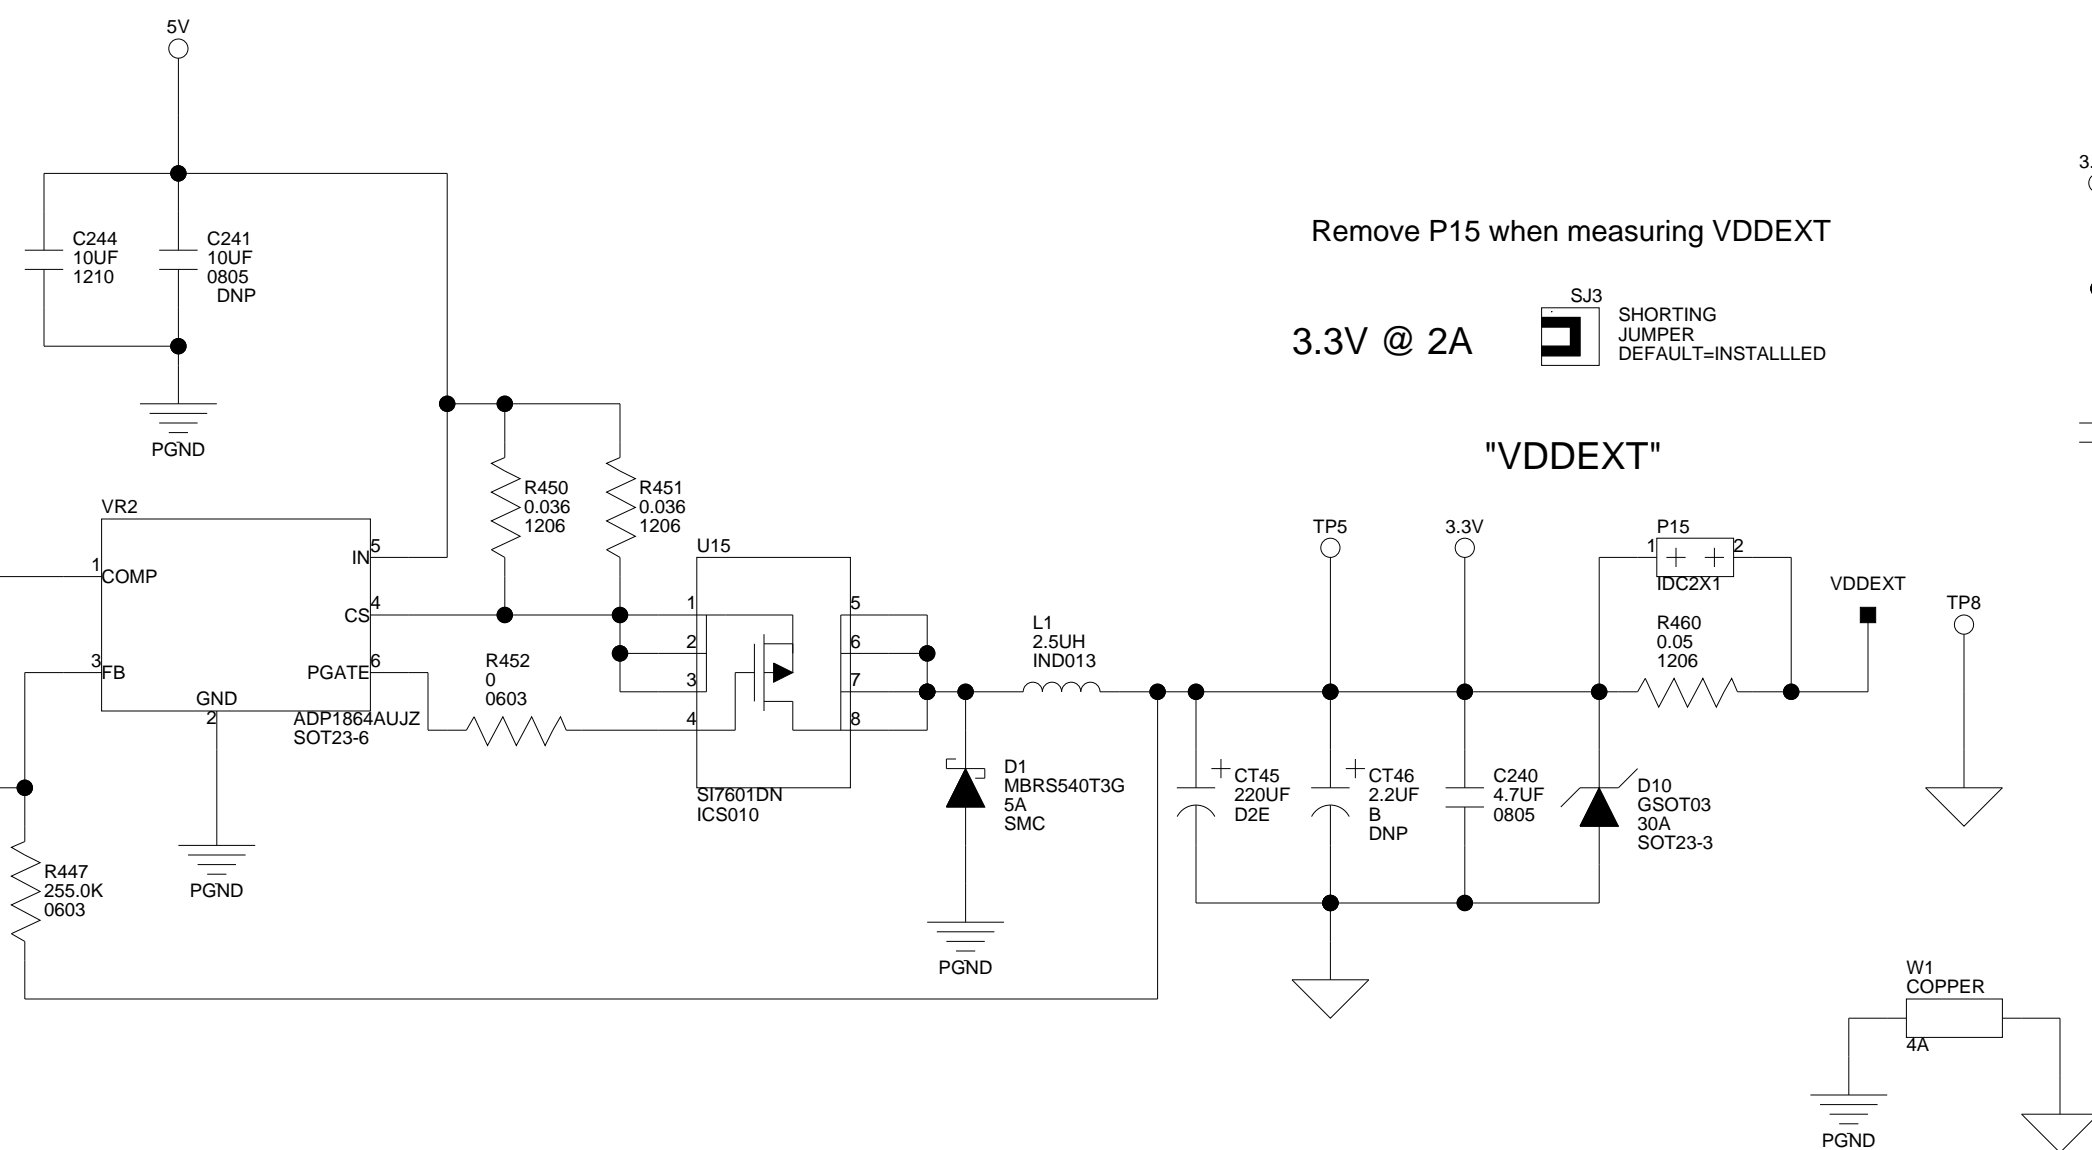 5V
C244
10UF
1210
C241
10UF
0805
DNP
PGND
3.
Remove P15 when measuring VDDEXT
3.3V @ 2A
SJ3
SHORTING
JUMPER
DEFAULT=INSTALLLED
"VDDEXT"
VR2
1
COMP
3
FB
GND
2
5
IN
4
CS
6
PGATE
ADP1864AUJZ
SOT23-6
PGND
R447
255.0K
0603
R450
0.036
1206
R451
0.036
1206
R452
0
0603
U15
1
2
3
4
5
6
7
8
SI7601DN
ICS010
L1
2.5UH
IND013
D1
MBRS540T3G
5A
SMC
PGND
TP5
3.3V
P15
1
2
IDC2X1
R460
0.05
1206
VDDEXT
TP8
CT45
220UF
D2E
CT46
2.2UF
B
DNP
C240
4.7UF
0805
D10
GSOT03
30A
SOT23-3
W1
COPPER
4A
PGND